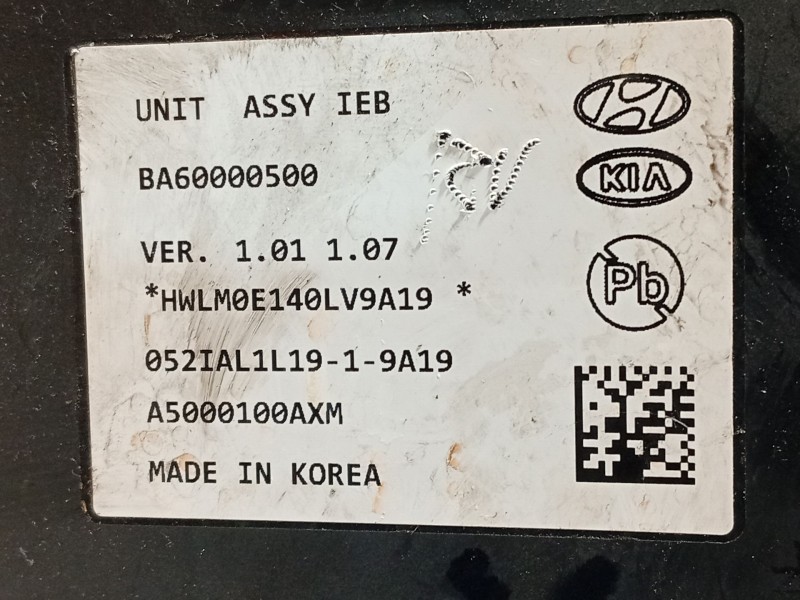 UNIT ASSY IEB
BA60000500
KIA
VER. 1.01 1.07
Pb
*HWLM0E140LV9A19 *
052IAL1L19-1-9A19
A5000100AXM
MADE IN KOREA